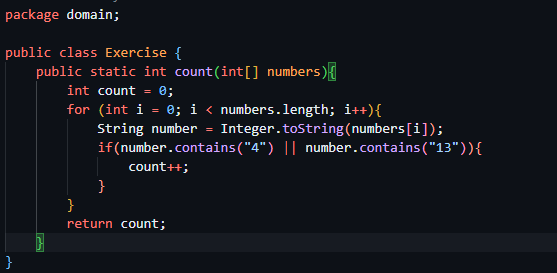 package domain;
public class Exercise {
public static int count(int[] numbers){
int count = 0;
for (int i = 0; i < numbers.length; i++){
String number = Integer.toString(numbers[i]);
if(number.contains("4") || number.contains("13")){
count++;
}
}
return count;
}
}